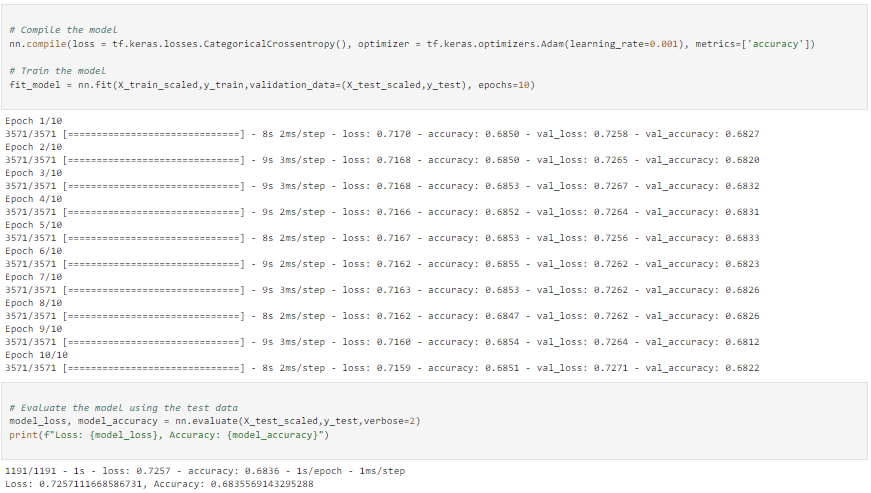 # Compile the model
nn.compile(loss = tf.keras.losses.CategoricalCrossentropy(), optimizer = tf.keras.optimizers.Adam(learning_rate=0.001), metrics=['accuracy'])
# Train the model
fit_model = nn.fit(X_train_scaled,y_train,validation_data=(X_test_scaled,y_test), epochs=10)
Epoch 1/10
3571/3571 [==============================] - 8s 2ms/step - loss: 0.7170 - accuracy: 0.6850 - val_loss: 0.7258 - val_accuracy: 0.6827
Epoch 2/10
3571/3571 [==============================] - 9s 3ms/step - loss: 0.7168 - accuracy: 0.6850 - val_loss: 0.7265 - val_accuracy: 0.6820
Epoch 3/10
3571/3571 [==============================] - 9s 3ms/step - loss: 0.7168 - accuracy: 0.6853 - val_loss: 0.7267 - val_accuracy: 0.6832
Epoch 4/10
3571/3571 [==============================] - 9s 2ms/step - loss: 0.7166 - accuracy: 0.6852 - val_loss: 0.7264 - val_accuracy: 0.6831
Epoch 5/10
3571/3571 [==============================] - 8s 2ms/step - loss: 0.7167 - accuracy: 0.6853 - val_loss: 0.7256 - val_accuracy: 0.6833
Epoch 6/10
3571/3571 [==============================] - 9s 2ms/step - loss: 0.7162 - accuracy: 0.6855 - val_loss: 0.7262 - val_accuracy: 0.6823
Epoch 7/10
3571/3571 [==============================] - 9s 3ms/step - loss: 0.7163 - accuracy: 0.6853 - val_loss: 0.7262 - val_accuracy: 0.6826
Epoch 8/10
3571/3571 [==============================] - 8s 2ms/step - loss: 0.7162 - accuracy: 0.6847 - val_loss: 0.7262 - val_accuracy: 0.6826
Epoch 9/10
3571/3571 [==============================] - 9s 3ms/step - loss: 0.7160 - accuracy: 0.6854 - val_loss: 0.7264 - val_accuracy: 0.6812
Epoch 10/10
3571/3571 [==============================] - 8s 2ms/step - loss: 0.7159 - accuracy: 0.6851 - val_loss: 0.7271 - val_accuracy: 0.6822
# Evaluate the model using the test data
model_loss, model_accuracy = nn.evaluate(X_test_scaled,y_test,verbose=2)
print(f"Loss: {model_loss}, Accuracy: {model_accuracy}")
1191/1191 - 1s - loss: 0.7257 - accuracy: 0.6836 - 1s/epoch - 1ms/step
Loss: 0.7257111668586731, Accuracy: 0.6835569143295288